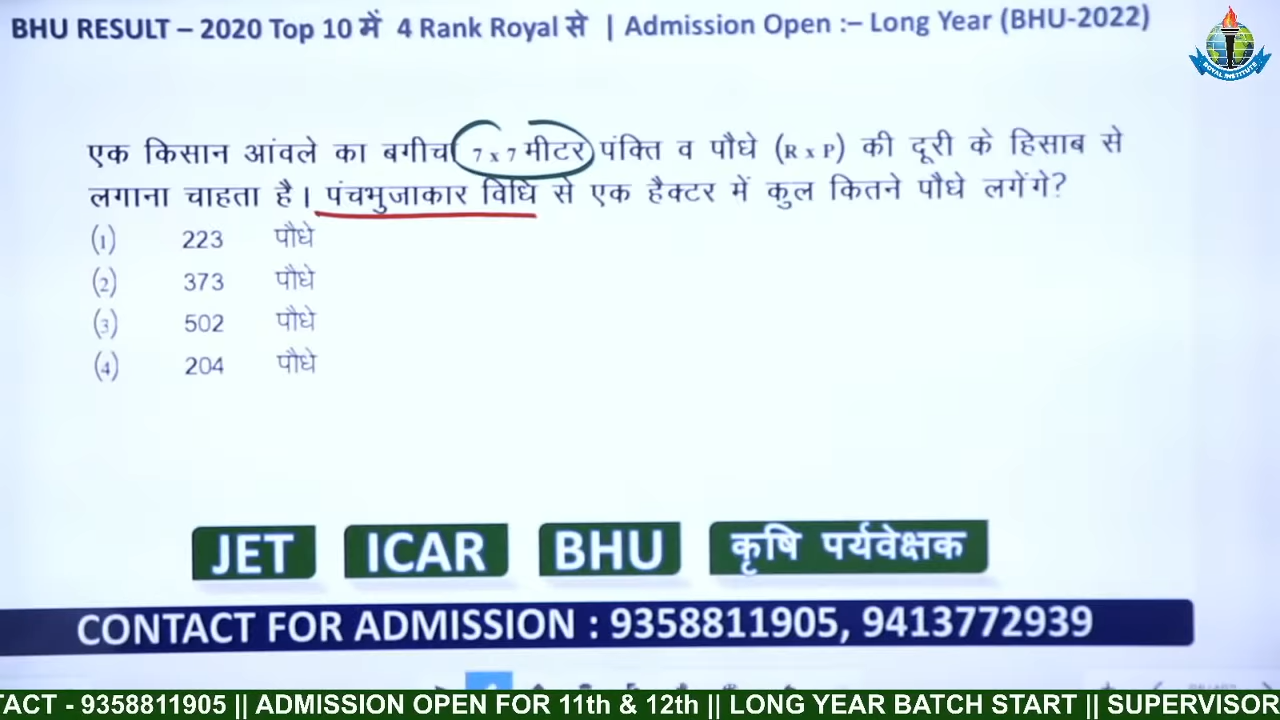 BHU RESULT – 2020 Top 10 में 4 Rank Royal से | Admission Open :– Long Year (BHU-2022)
ROYAL INSTITUTE
एक किसान आंवले का बगीचा 7 x 7 मीटर पंक्ति व पौधे (R x P) की दूरी के हिसाब से
लगाना चाहता है। पंचभुजाकार विधि से एक हैक्टर में कुल कितने पौधे लगेंगे?
(1) 223 पौधे
(2) 373 पौधे
(3) 502 पौधे
(4) 204 पौधे
JET ICAR BHU कृषि पर्यवेक्षक
CONTACT FOR ADMISSION : 9358811905, 9413772939
TACT - 9358811905 || ADMISSION OPEN FOR 11th & 12th || LONG YEAR BATCH START || SUPERVISOR